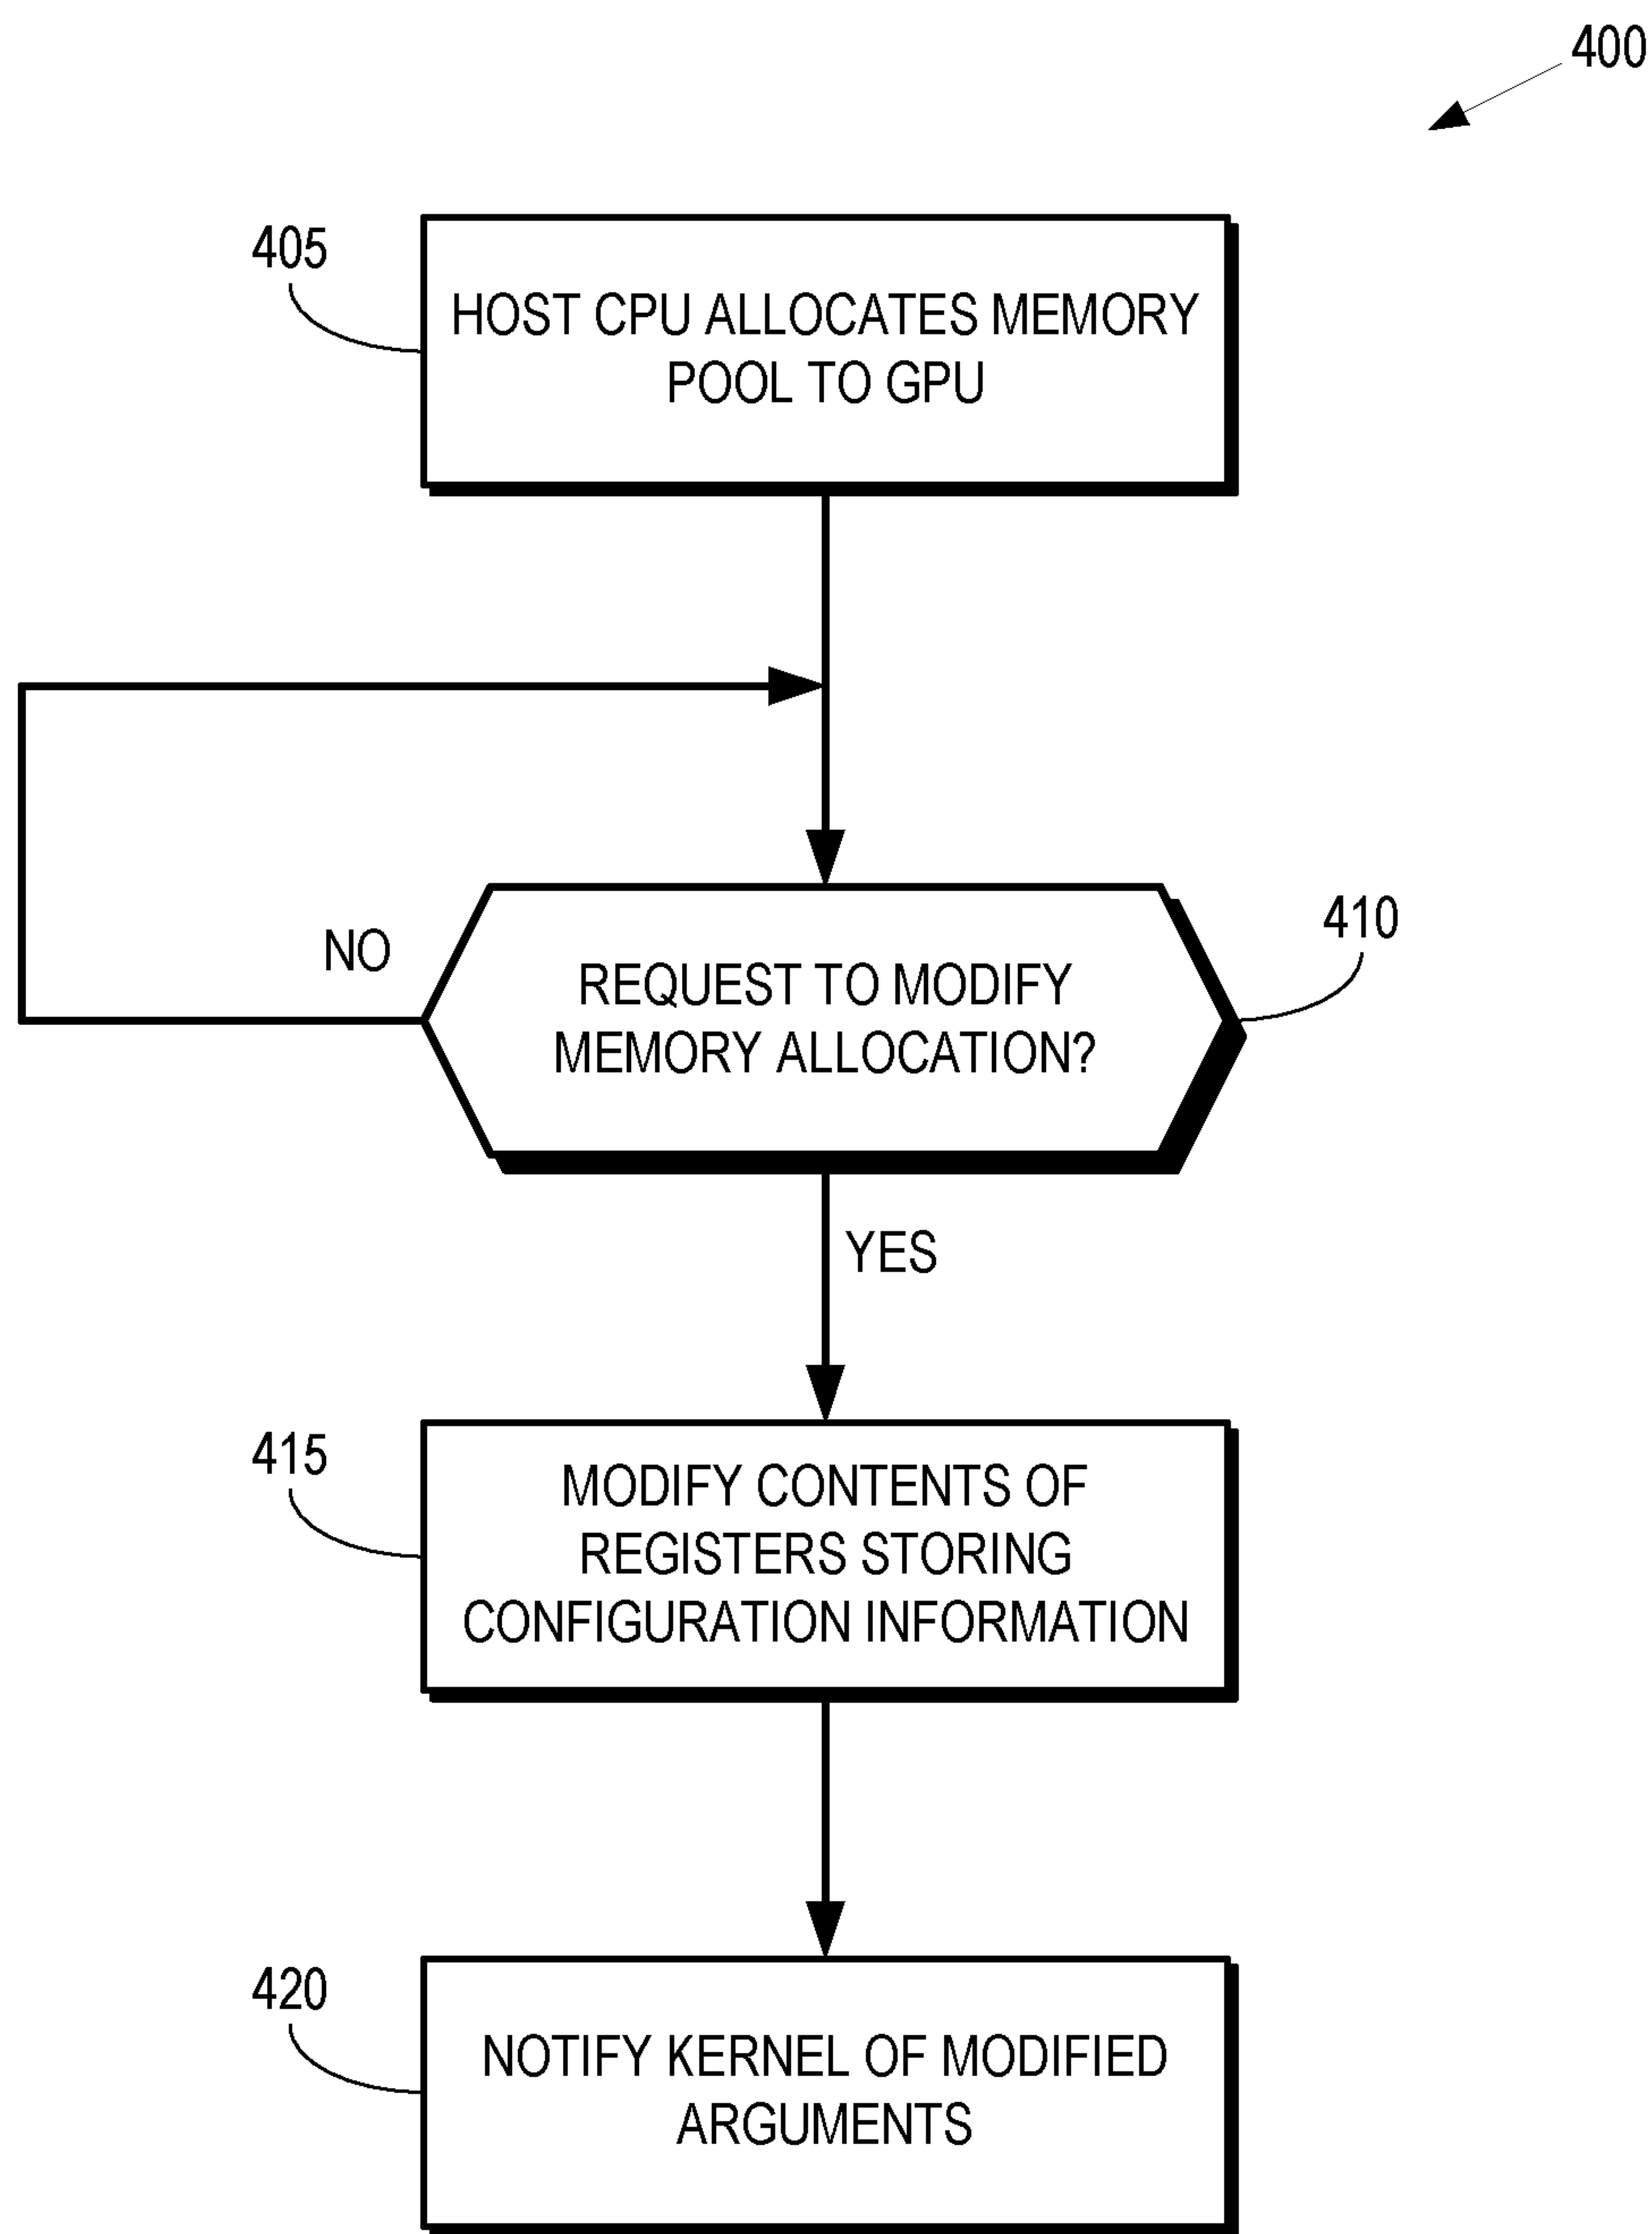 400
405
HOST CPU ALLOCATES MEMORY
POOL TO GPU
NO
410
REQUEST TO MODIFY
MEMORY ALLOCATION?
YES
415
MODIFY CONTENTS OF
REGISTERS STORING
CONFIGURATION INFORMATION
420
NOTIFY KERNEL OF MODIFIED
ARGUMENTS